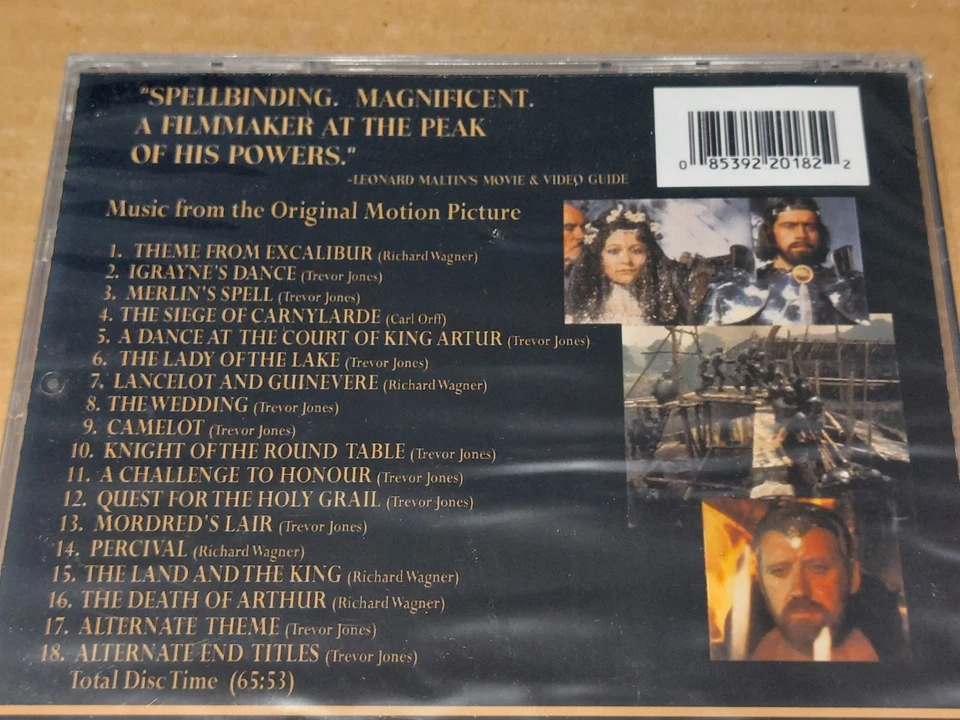 "SPELLBINDING. MAGNIFICENT.
A FILMMAKER AT THE PEAK
OF HIS POWERS."
-LEONARD MALTIN'S MOVIE & VIDEO GUIDE
0 85392 20182 2
Music from the Original Motion Picture
1. THEME FROM EXCALIBUR (Richard Wagner)
2. IGRAYNE'S DANCE (Trevor Jones)
3. MERLIN'S SPELL (Trevor Jones)
4. THE SIEGE OF CARNYLARDE (Carl Orff)
5. A DANCE AT THE COURT OF KING ARTUR (Trevor Jones)
6. THE LADY OF THE LAKE (Trevor Jones)
7. LANCELOT AND GUINEVERE (Richard Wagner)
8. THE WEDDING (Trevor Jones)
9. CAMELOT (Trevor Jones)
10. KNIGHT OF THE ROUND TABLE (Trevor Jones)
11. A CHALLENGE TO HONOUR (Trevor Jones)
12. QUEST FOR THE HOLY GRAIL (Trevor Jones)
13. MORDRED'S LAIR (Trevor Jones)
14. PERCIVAL (Richard Wagner)
15. THE LAND AND THE KING (Richard Wagner)
16. THE DEATH OF ARTHUR (Richard Wagner)
17. ALTERNATE THEME (Trevor Jones)
18. ALTERNATE END TITLES (Trevor Jones)
Total Disc Time (65:53)